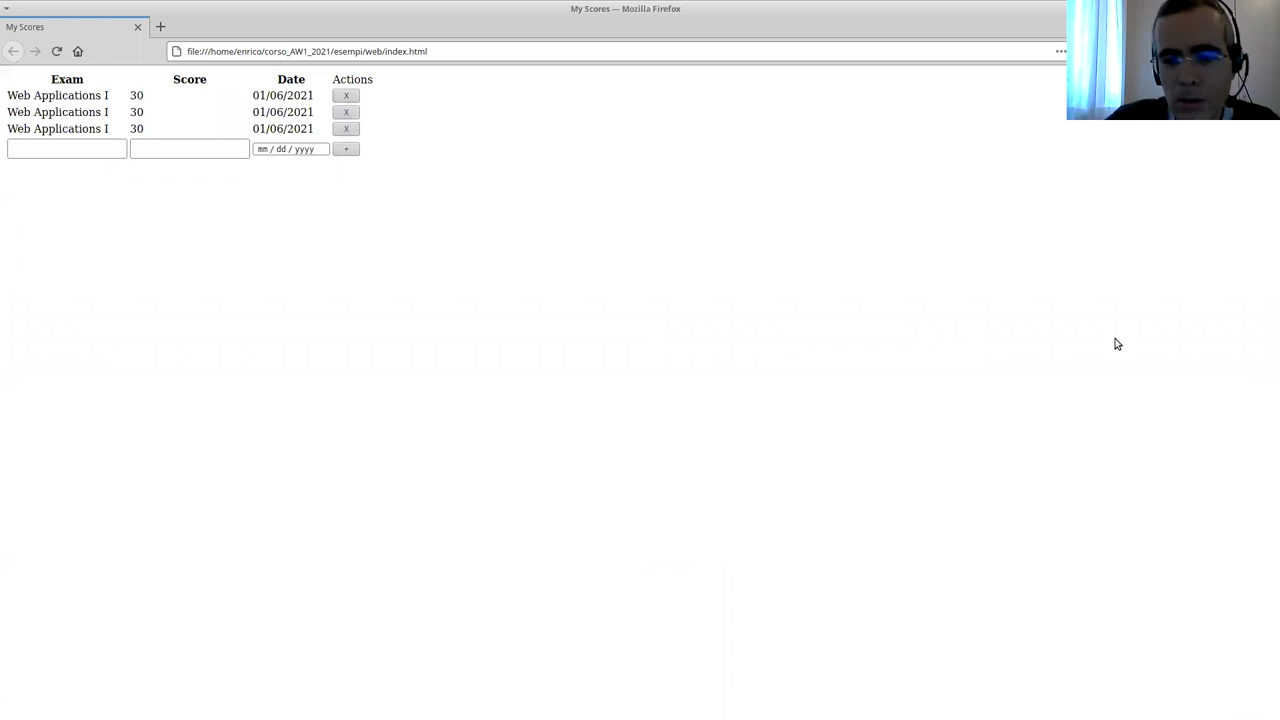 My Scores — Mozilla Firefox
My Scores
file:///home/enrico/corso_AW1_2021/esempi/web/index.html
Exam Score Date Actions
Web Applications I 30 01/06/2021 X
Web Applications I 30 01/06/2021 X
Web Applications I 30 01/06/2021 X
mm / dd / yyyy +